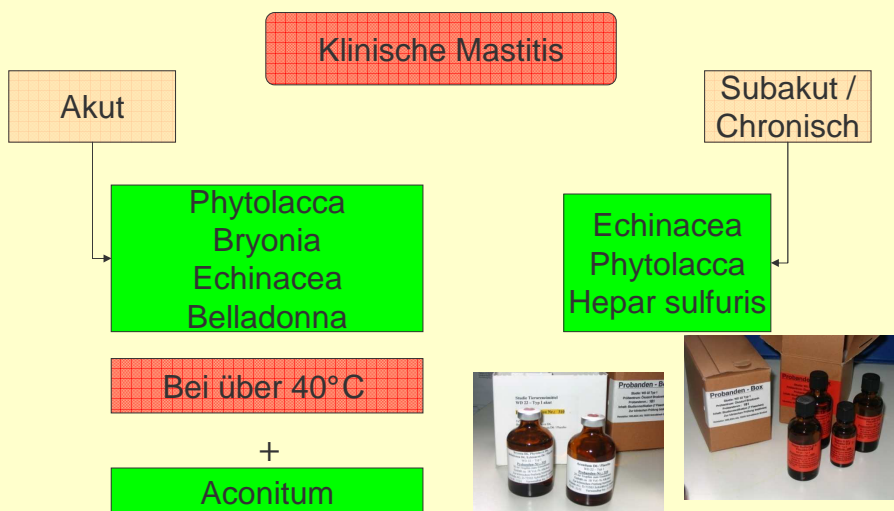 Klinische Mastitis
Akut
Subakut /
Chronisch
Phytolacca
Bryonia
Echinacea
Belladonna
Echinacea
Phytolacca
Hepar sulfuris
Bei über 40°C
+
Aconitum
Probanden - Box
Probanden - Box